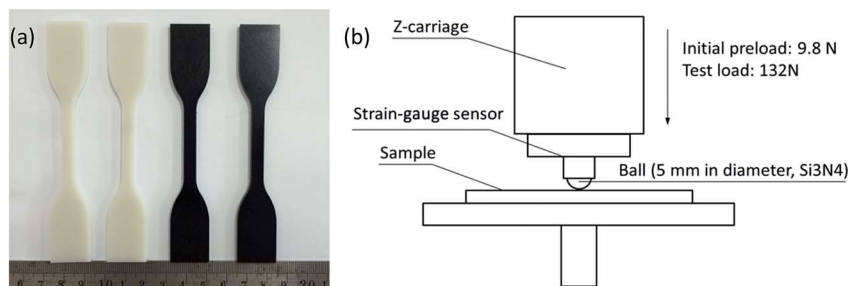 (a)
(b)
Z-carriage
Initial preload: 9.8 N
Test load: 132N
Strain-gauge sensor
Sample
Ball (5 mm in diameter, Si3N4)